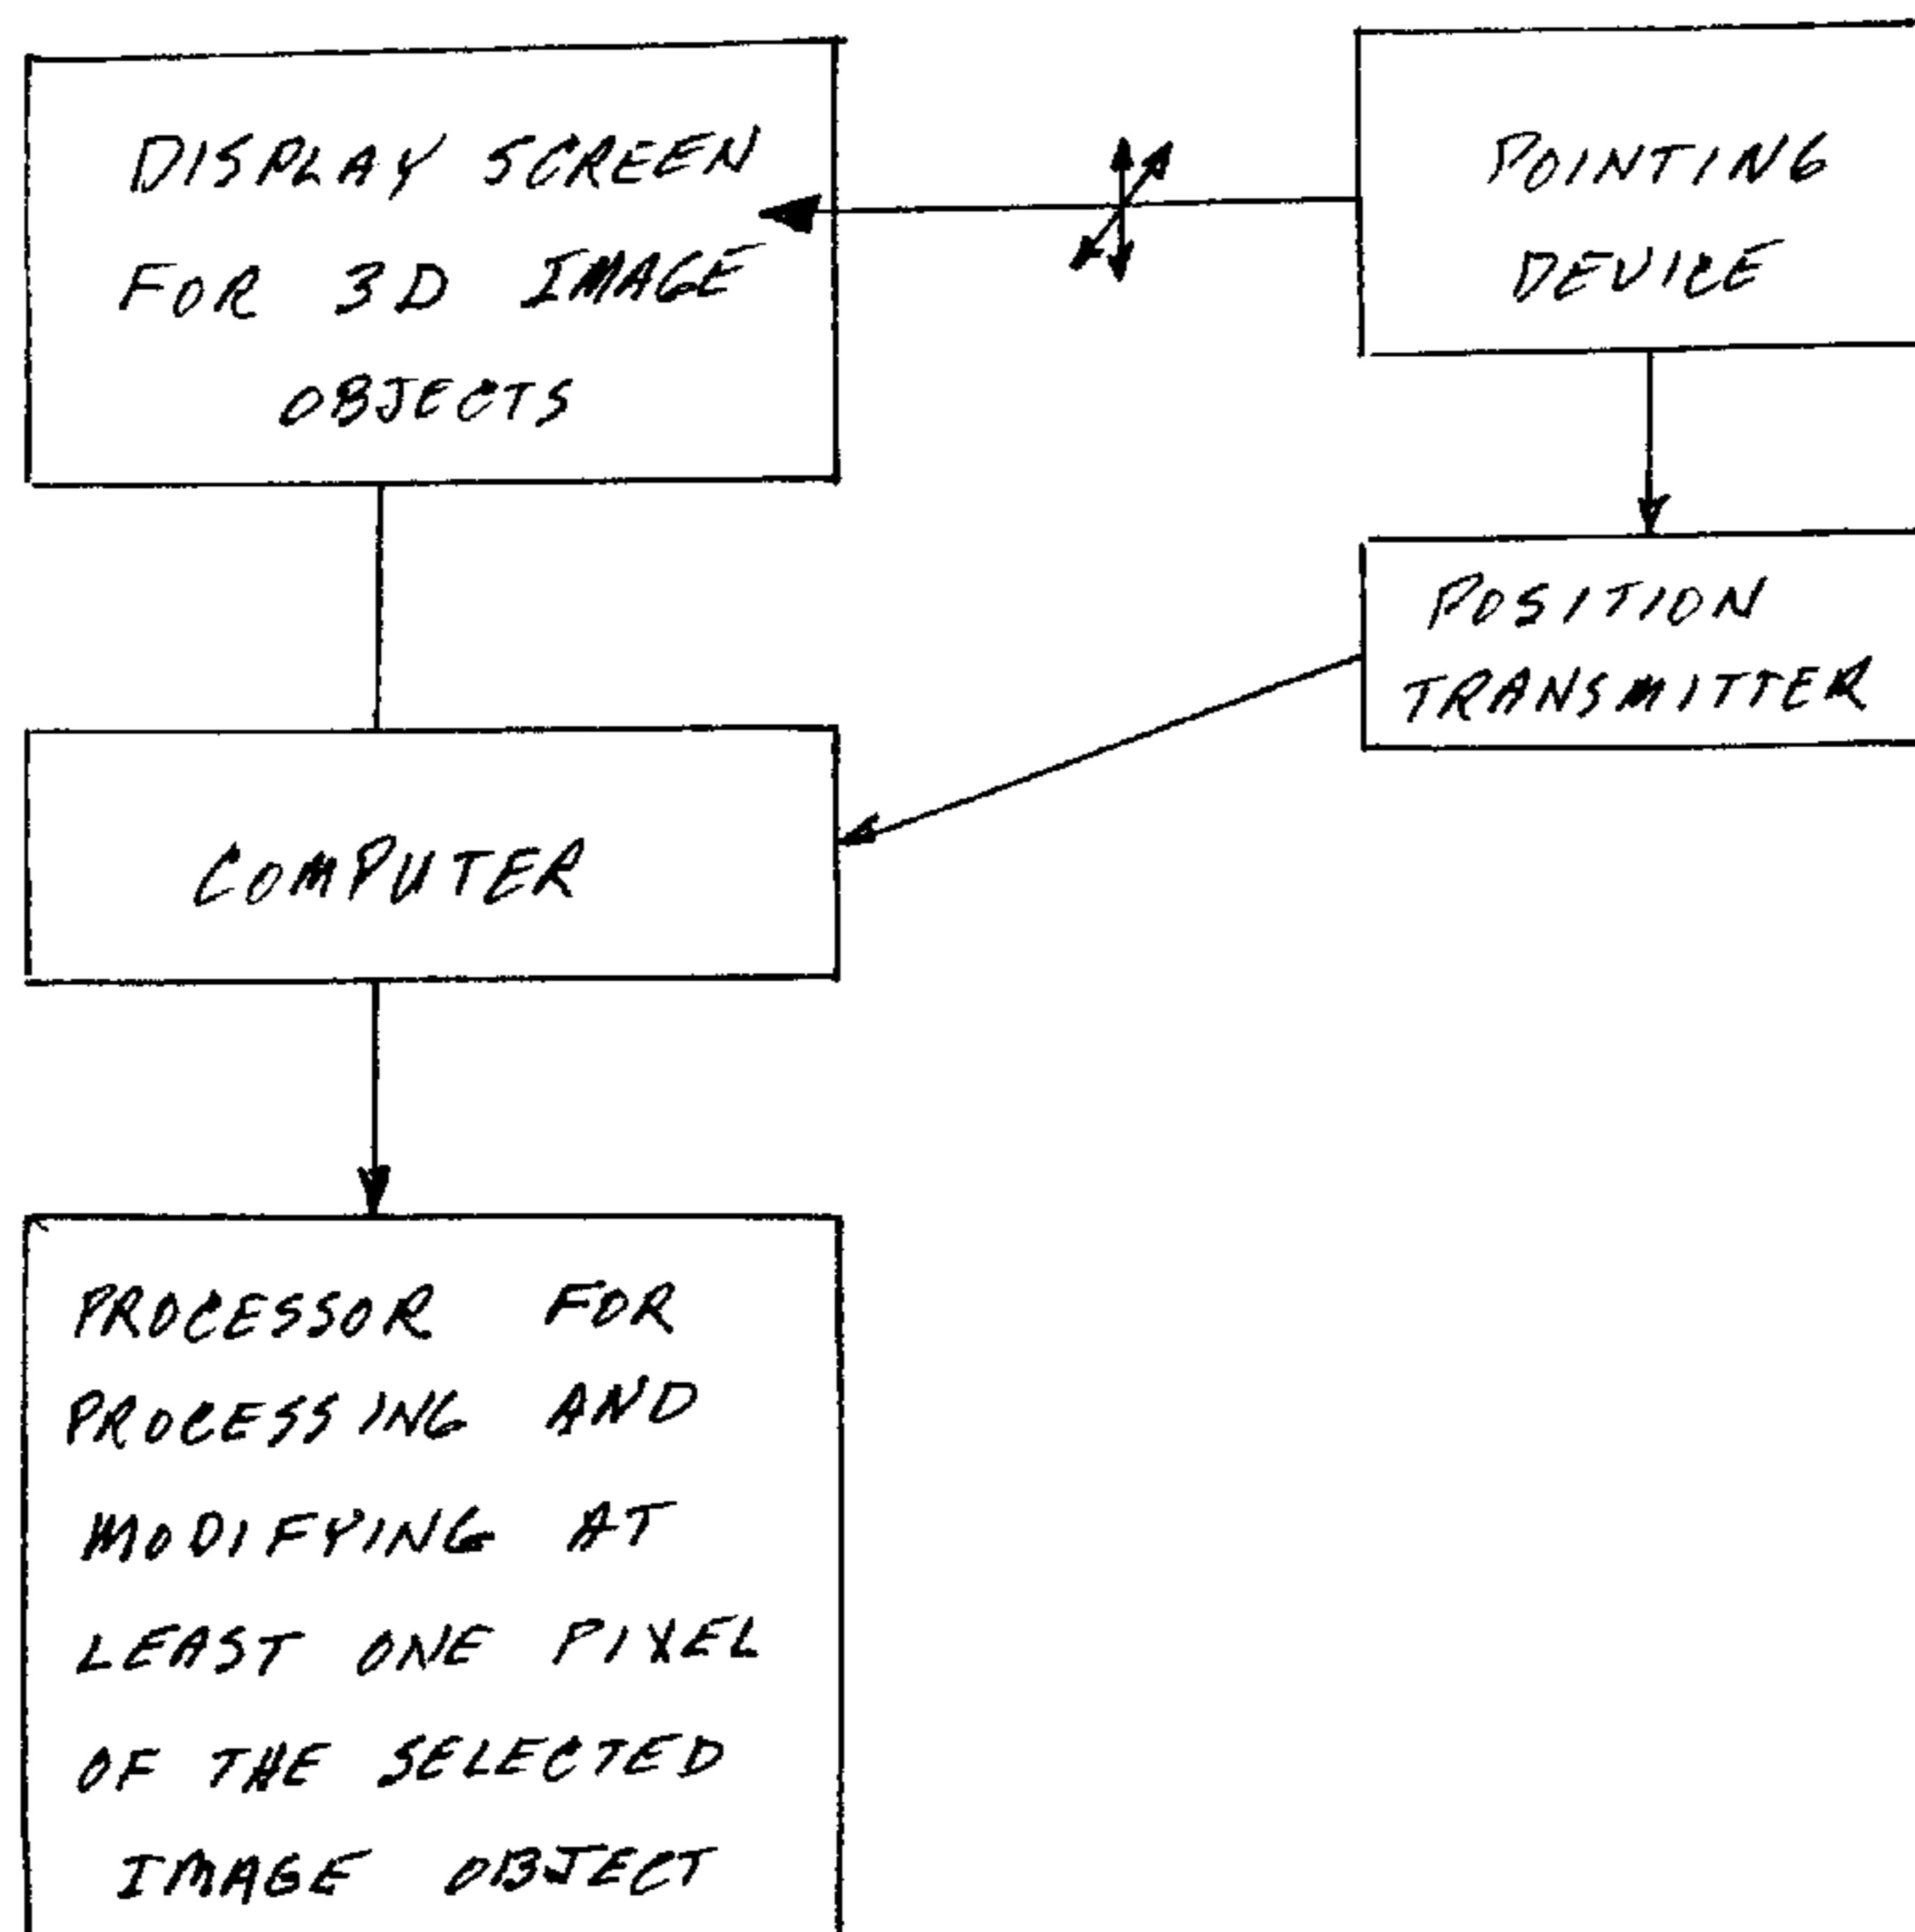 DISPLAY SCREEN
FOR 3D IMAGE
OBJECTS
POINTING
DEVICE
POSITION
TRANSMITTER
COMPUTER
PROCESSOR FOR
PROCESSING AND
MODIFYING AT
LEAST ONE PIXEL
OF THE SELECTED
IMAGE OBJECT